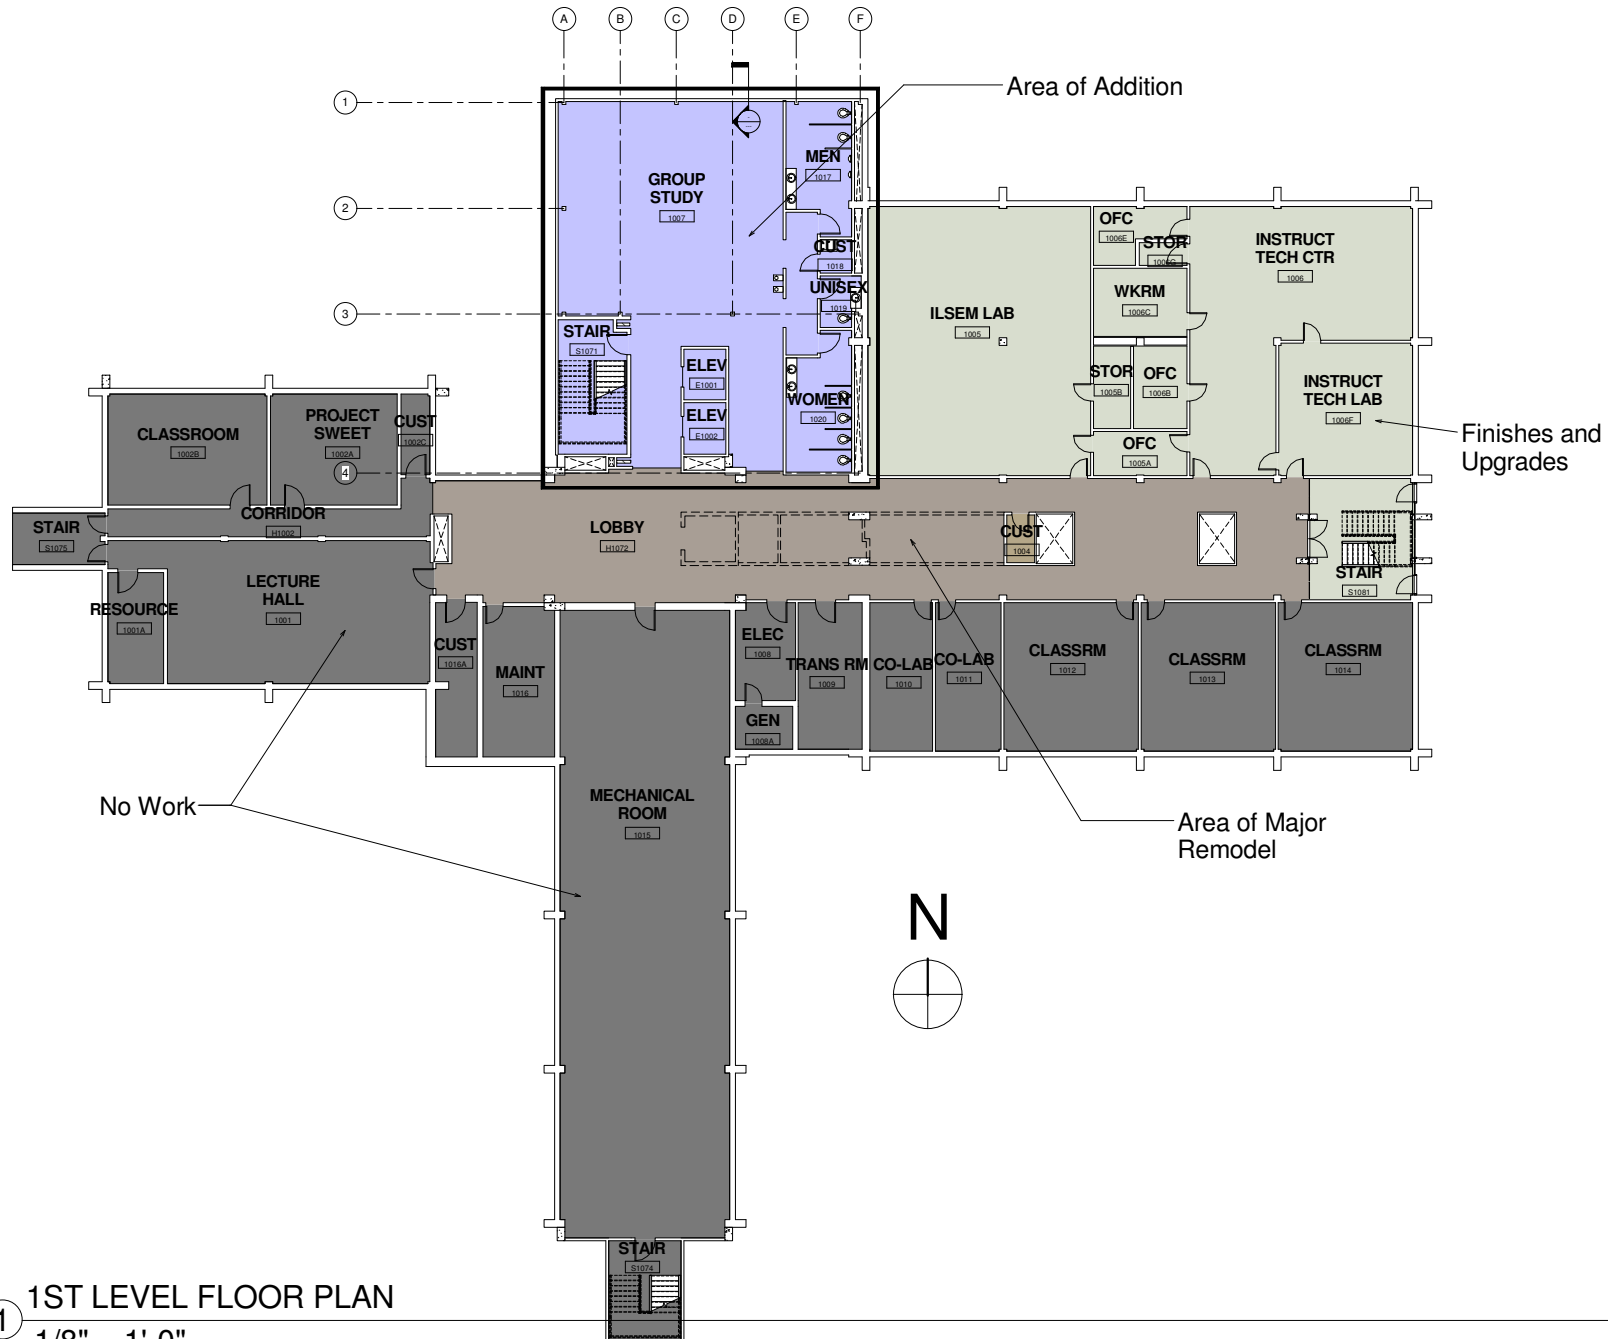 A B C D E F
1
Area of Addition
MEN
1017
GROUP
STUDY
1007
2
OFC
1006E
STOR
INSTRUCT
TECH CTR
1006
CUST
1018
UNISEX
1019
WKRM
1006C
3
ILSEM LAB
1005
STAIR
S1071
ELEV
E1001
STOR
1005B
OFC
1006B
INSTRUCT
TECH LAB
1006F
WOMEN
1020
ELEV
E1002
PROJECT
SWEET
1002A
CUST
1002C
CLASSROOM
1002B
Finishes and
Upgrades
OFC
1005A
4
CORRIDOR
H1002
STAIR
S1075
LOBBY
H1072
CUST
1004
STAIR
S1081
LECTURE
HALL
1001
RESOURCE
1001A
CUST
1016A
MAINT
1016
ELEC
1008
TRANS RM
1009
CO-LAB
1010
CO-LAB
1011
CLASSRM
1012
CLASSRM
1013
CLASSRM
1014
GEN
1008A
No Work
MECHANICAL
ROOM
1015
Area of Major
Remodel
N
STAIR
S1074
1 1ST LEVEL FLOOR PLAN